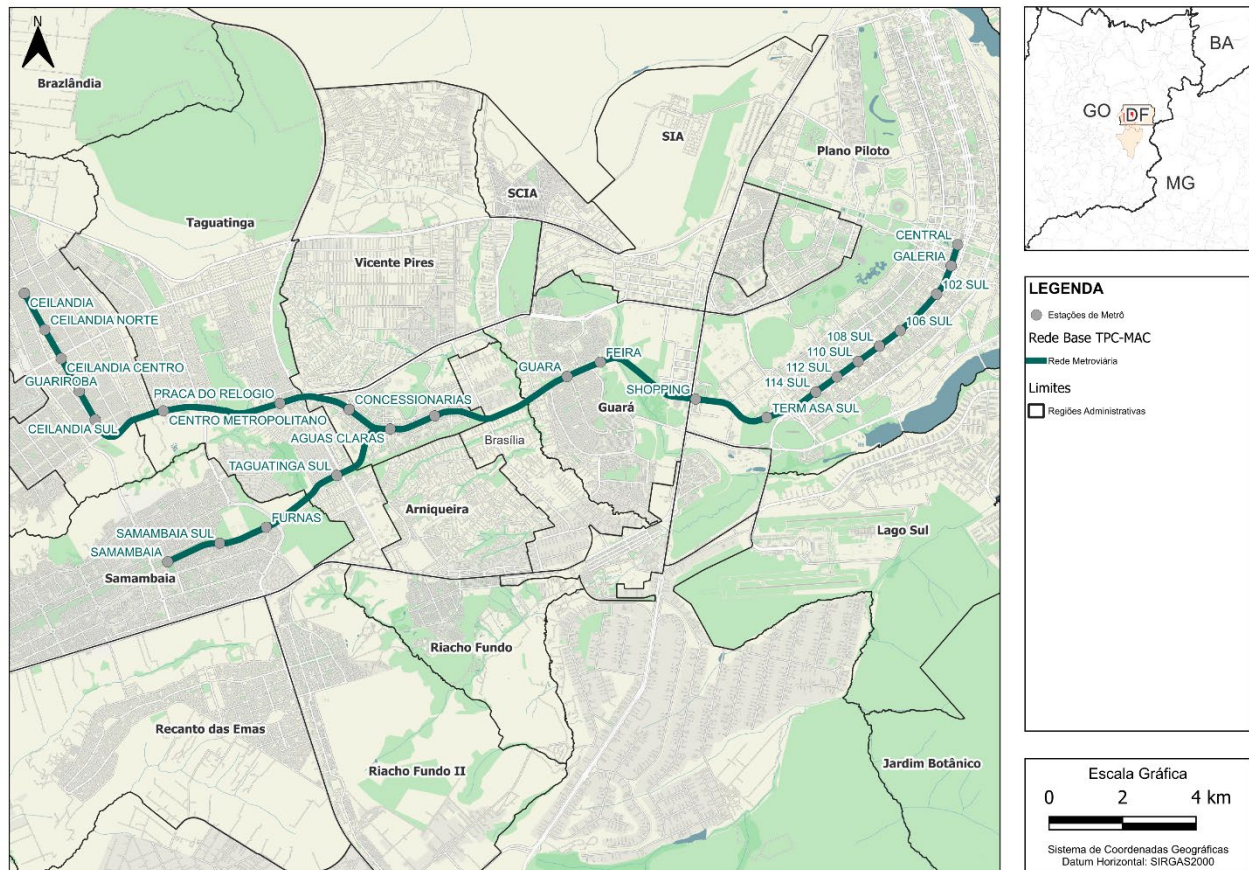 N
Brazlândia
Taguatinga
Vicente Pires
SCIA
SIA
Plano Piloto
CENTRAL
GALERIA
102 SUL
106 SUL
108 SUL
110 SUL
112 SUL
114 SUL
TERM ASA SUL
SHOPPING
FEIRA
GUARA
Guará
CEILANDIA
CEILANDIA NORTE
CEILANDIA CENTRO
GUARIROBA
CEILANDIA SUL
PRACA DO RELOGIO
CENTRO METROPOLITANO
CONCESSIONARIAS
AGUAS CLARAS
Brasília
TAGUATINGA SUL
Arniqueira
FURNAS
SAMAMBAIA SUL
SAMAMBAIA
Samambaia
Lago Sul
Riacho Fundo
Recanto das Emas
Riacho Fundo II
Jardim Botânico
BA
GO
DF
MG
LEGENDA
Estações de Metrô
Rede Base TPC-MAC
Rede Metroviária
Limites
Regiões Administrativas
Escala Gráfica
0 2 4 km
Sistema de Coordenadas Geográficas
Datum Horizontal: SIRGAS2000